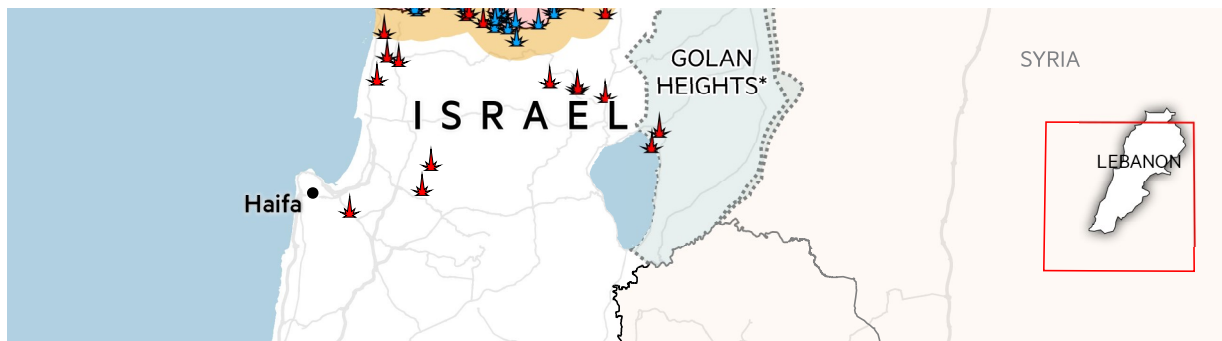 GOLAN
HEIGHTS*
SYRIA
ISRAEL
LEBANON
Haifa